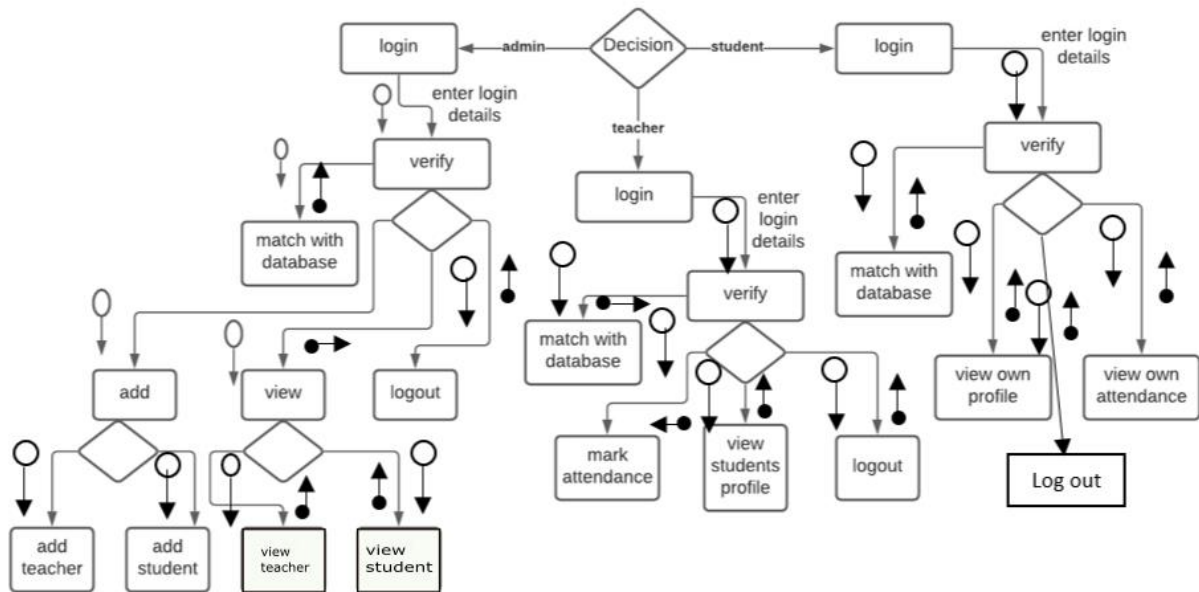 login
admin
Decision
student
login
enter login
details
enter login
details
teacher
verify
verify
login
enter
login
details
match with
database
match with
database
verify
match with
database
add
view
logout
view own
profile
view own
attendance
mark
attendance
view
students
profile
logout
Log out
add
teacher
add
student
view
teacher
view
student